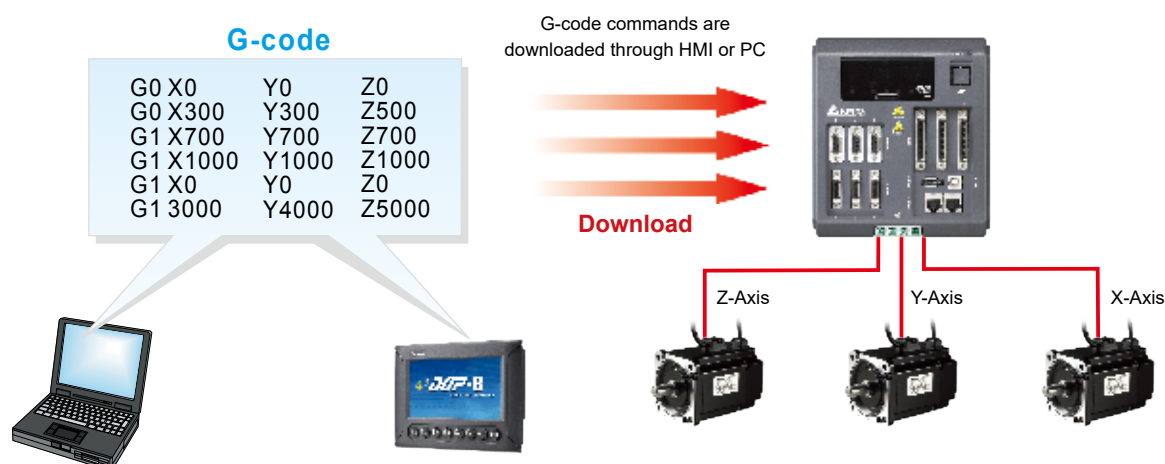 G-code
G0 X0 Y0 Z0
G0 X300 Y300 Z500
G1 X700 Y700 Z700
G1 X1000 Y1000 Z1000
G1 X0 Y0 Z0
G1 3000 Y4000 Z5000
G-code commands are
downloaded through HMI or PC
Download
Z-Axis
Y-Axis
X-Axis